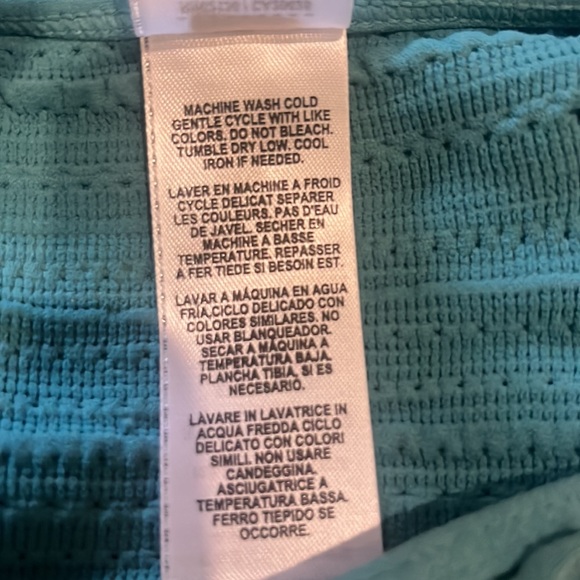 MACHINE WASH COLD
GENTLE CYCLE WITH LIKE
COLORS. DO NOT BLEACH.
TUMBLE DRY LOW. COOL
IRON IF NEEDED.
LAVER EN MACHINE A FROID
CYCLE DELICAT SEPARER
LES COULEURS. PAS D'EAU
DE JAVEL. SECHER EN
MACHINE A BASSE
TEMPERATURE. REPASSER
A FER TIEDE SI BESOIN EST.
LAVAR A MÁQUINA EN AGUA
FRÍA,CICLO DELICADO CON
COLORES SIMILARES. NO
USAR BLANQUEADOR.
SECAR A MÁQUINA A
TEMPERATURA BAJA.
PLANCHA TIBIA, SI ES
NECESARIO.
LAVARE IN LAVATRICE IN
ACQUA FREDDA CICLO
DELICATO CON COLORI
SIMILI. NON USARE
CANDEGGINA.
ASCIUGATRICE A
TEMPERATURA BASSA.
FERRO TIEPIDO SE
OCCORRE.